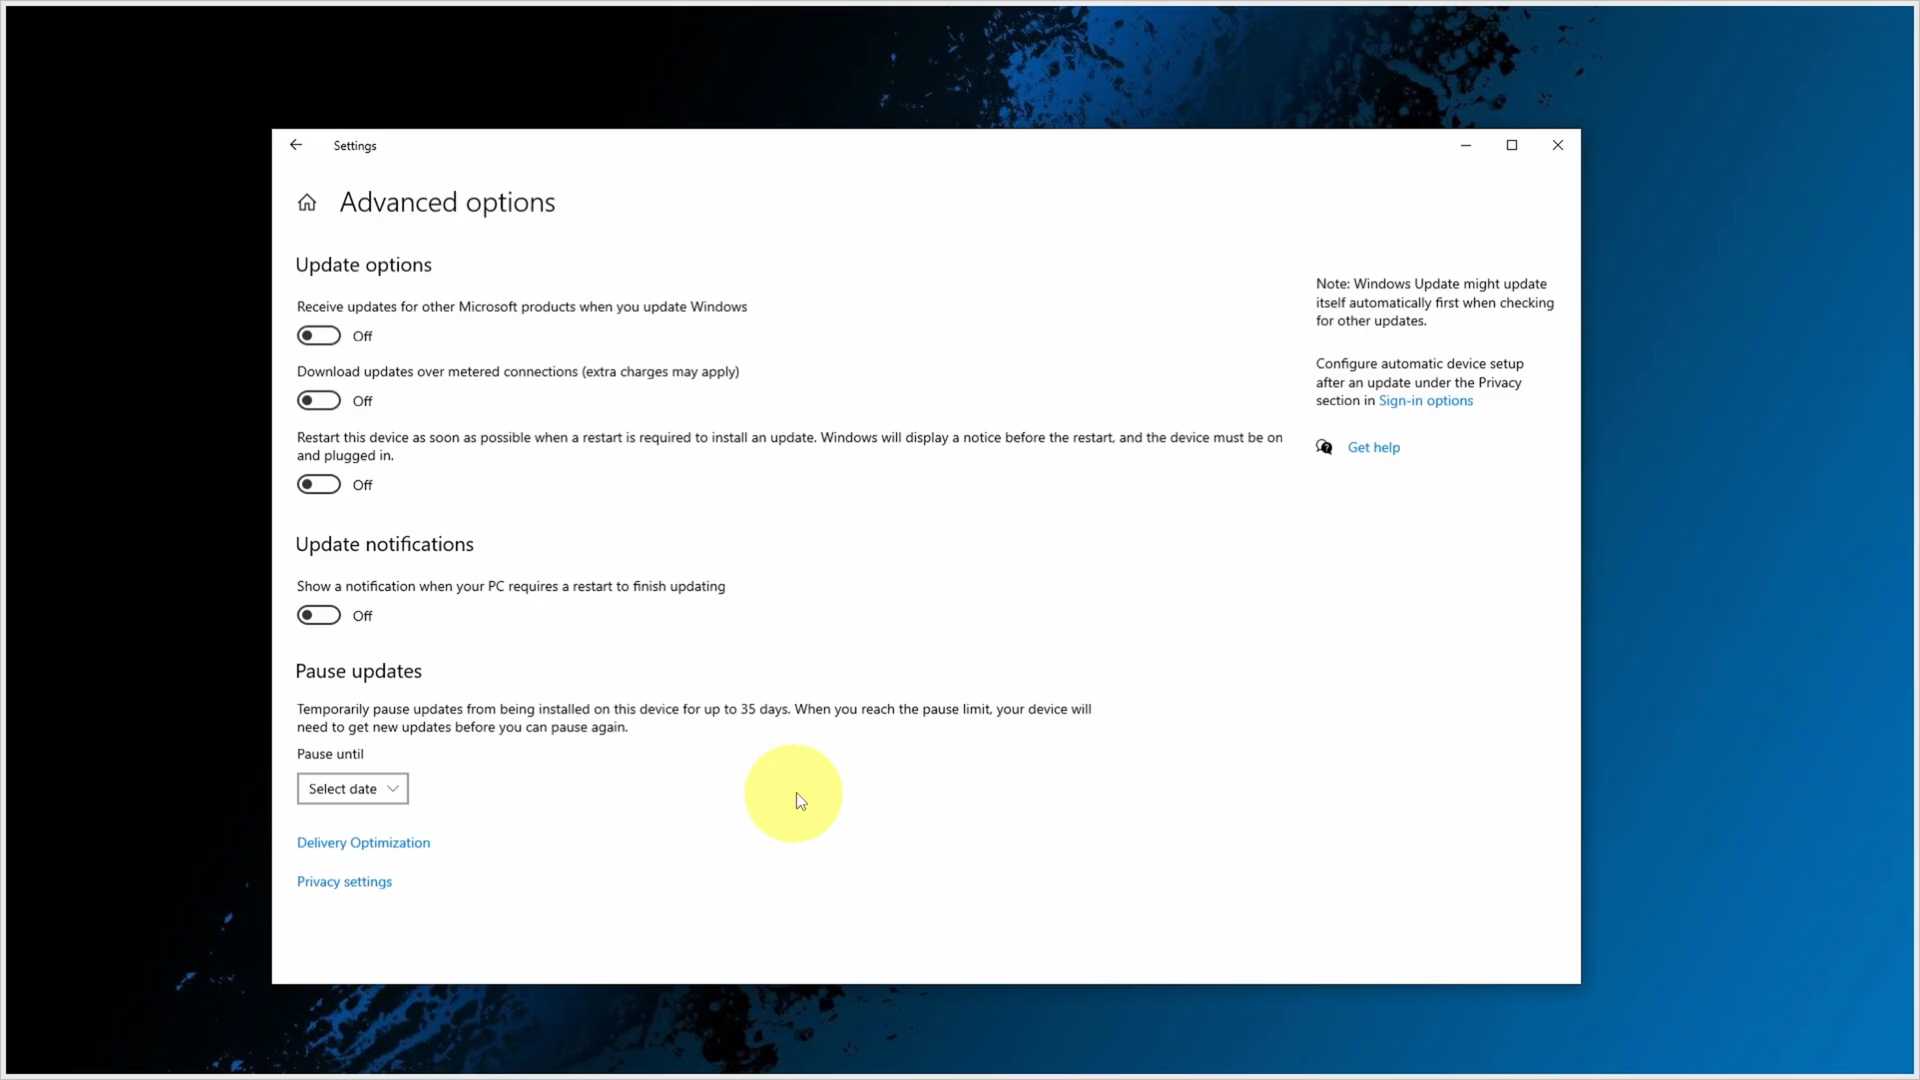 Settings
Advanced options
Update options
Receive updates for other Microsoft products when you update Windows
Off
Download updates over metered connections (extra charges may apply)
Off
Restart this device as soon as possible when a restart is required to install an update. Windows will display a notice before the restart, and the device must be on
and plugged in.
Off
Update notifications
Show a notification when your PC requires a restart to finish updating
Off
Pause updates
Temporarily pause updates from being installed on this device for up to 35 days. When you reach the pause limit, your device will
need to get new updates before you can pause again.
Pause until
Select date
Delivery Optimization
Privacy settings
Note: Windows Update might update
itself automatically first when checking
for other updates.
Configure automatic device setup
after an update under the Privacy
section in Sign-in options
Get help